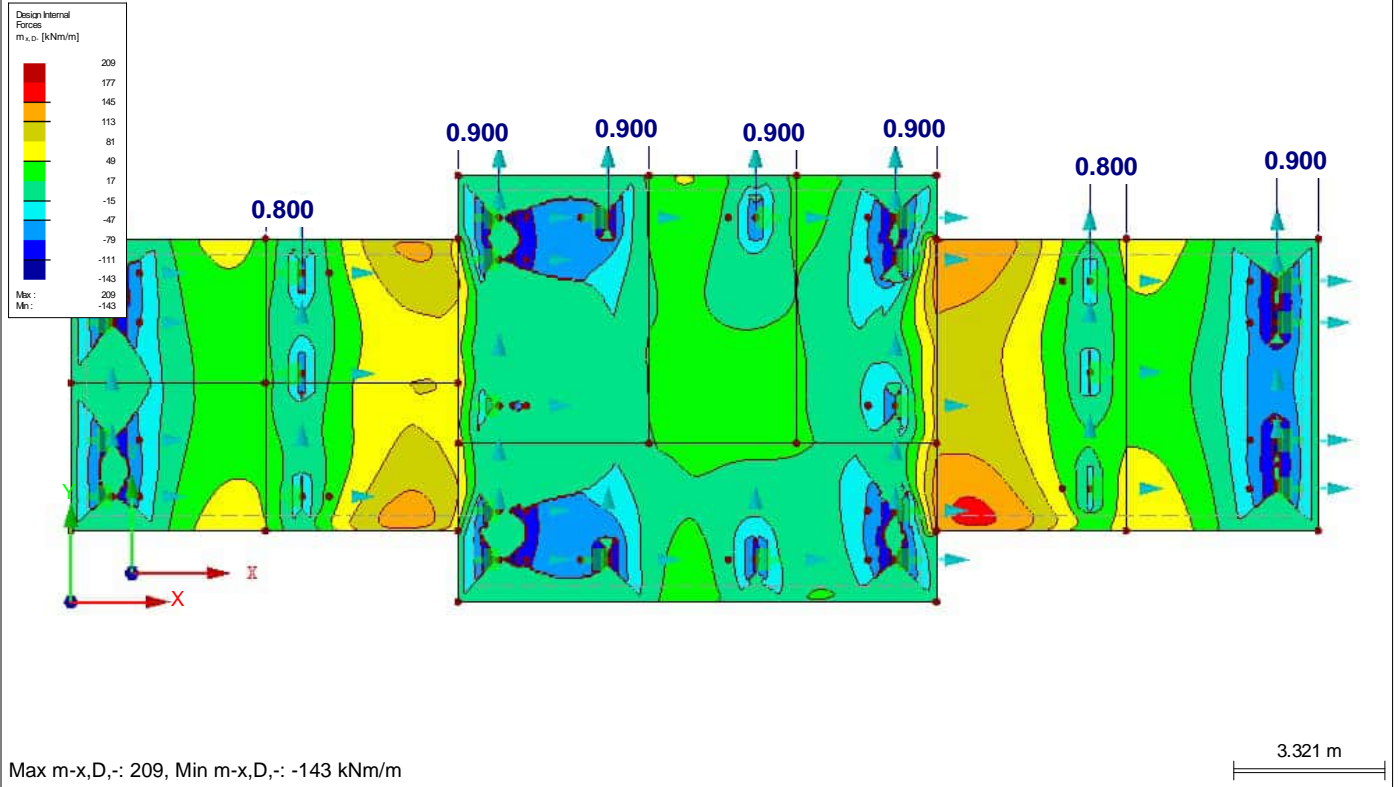 Design Internal
Forces
m x,D- [kNm/m]
209
177
145
113
81
49
17
-15
-47
-79
-111
-143
Max : 209
Min : -143
0.900 0.900 0.900 0.900
0.800 0.900
0.800
Y
X
X
3.321 m
Max m-x,D,-: 209, Min m-x,D,-: -143 kNm/m